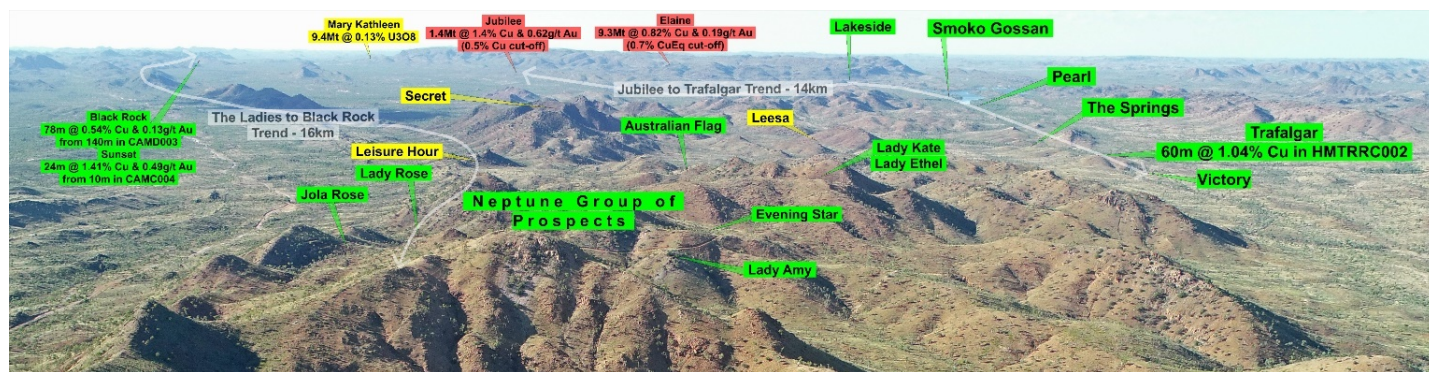 Mary Kathleen
9.4Mt @ 0.13% U3O8
Jubilee
1.4Mt @ 1.4% Cu & 0.62g/t Au
(0.5% Cu cut-off)
Elaine
9.3Mt @ 0.82% Cu & 0.19g/t Au
(0.7% CuEq cut-off)
Lakeside
Smoko Gossan
Pearl
Jubilee to Trafalgar Trend - 14km
Secret
The Springs
Black Rock
78m @ 0.54% Cu & 0.13g/t Au
from 140m in CAMD003
Sunset
24m @ 1.41% Cu & 0.49g/t Au
from 10m in CAMC004
The Ladies to Black Rock
Trend - 16km
Leesa
Australian Flag
Trafalgar
60m @ 1.04% Cu in HMTRRC002
Leisure Hour
Lady Kate
Lady Ethel
Lady Rose
Victory
Jola Rose
Neptune Group of
Prospects
Evening Star
Lady Amy